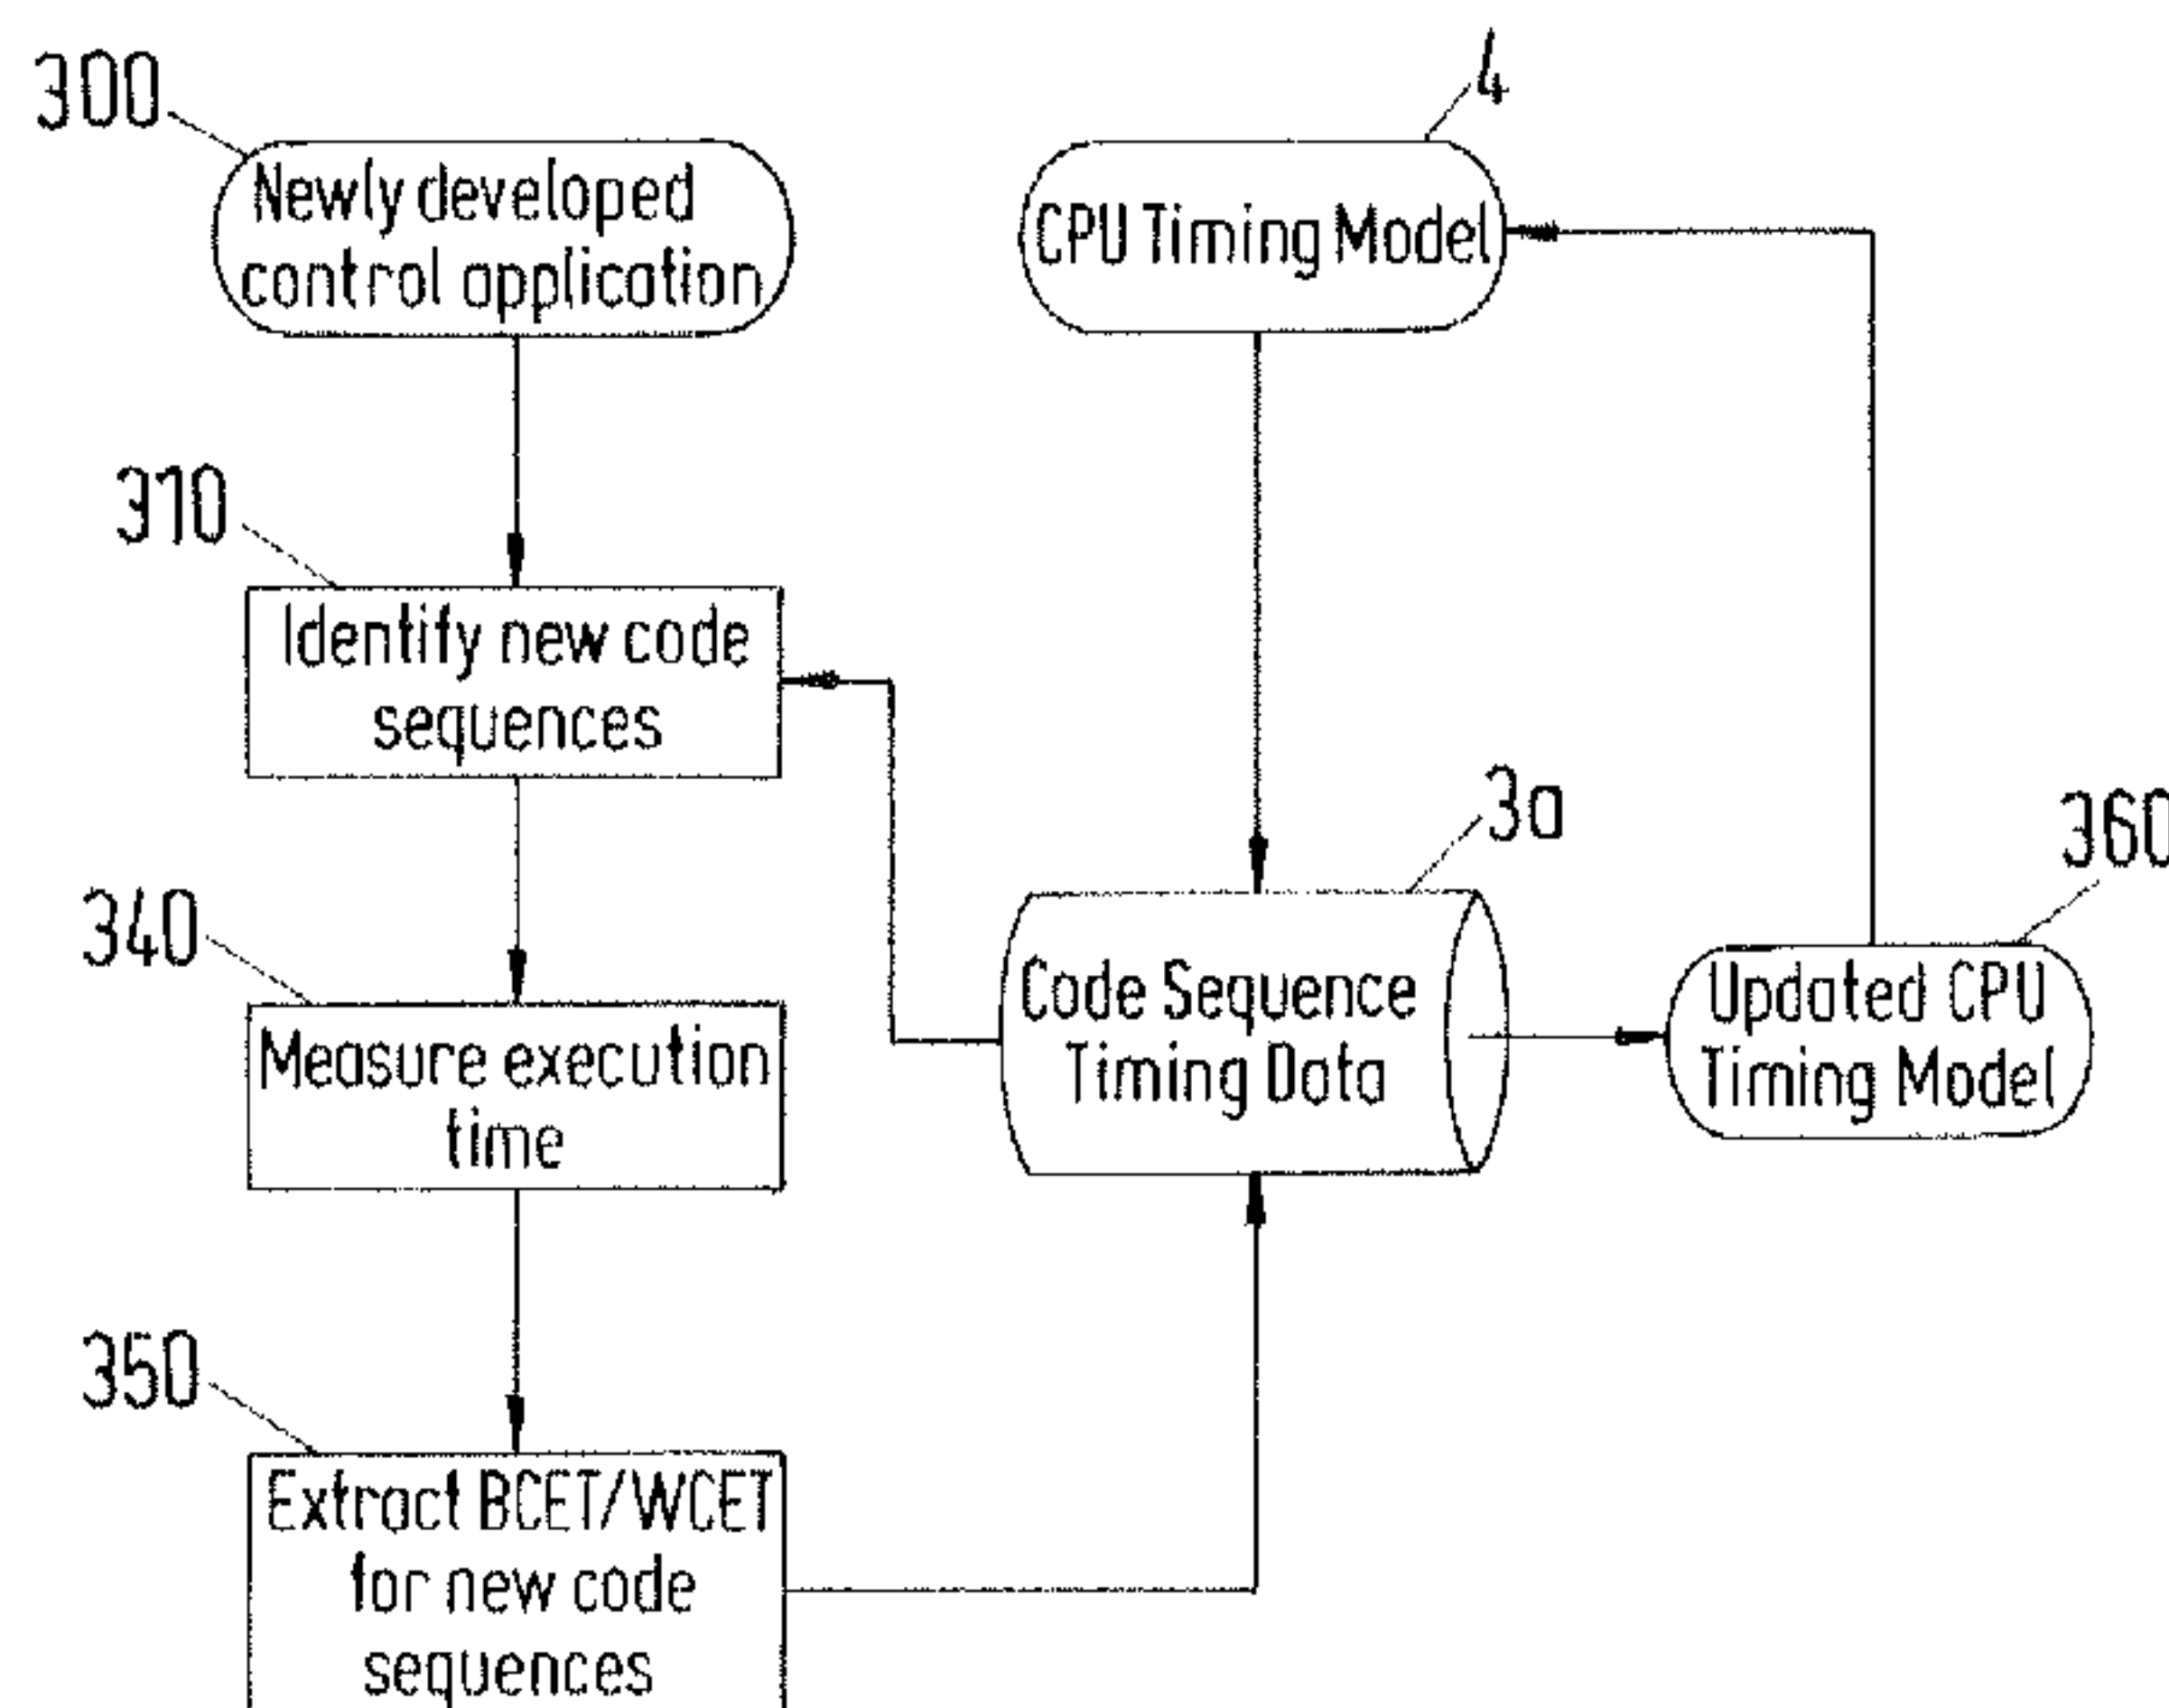 300
Newly developed
control application
4
CPU Timing Model
310
Identify new code
sequences
3a
360
340
Measure execution
time
Code Sequence
Timing Data
Updated CPU
Timing Model
350
Extract BCET/WCET
for new code
sequences